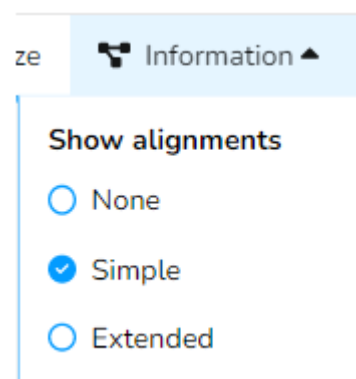 ze Information
Show alignments
None
Simple
Extended